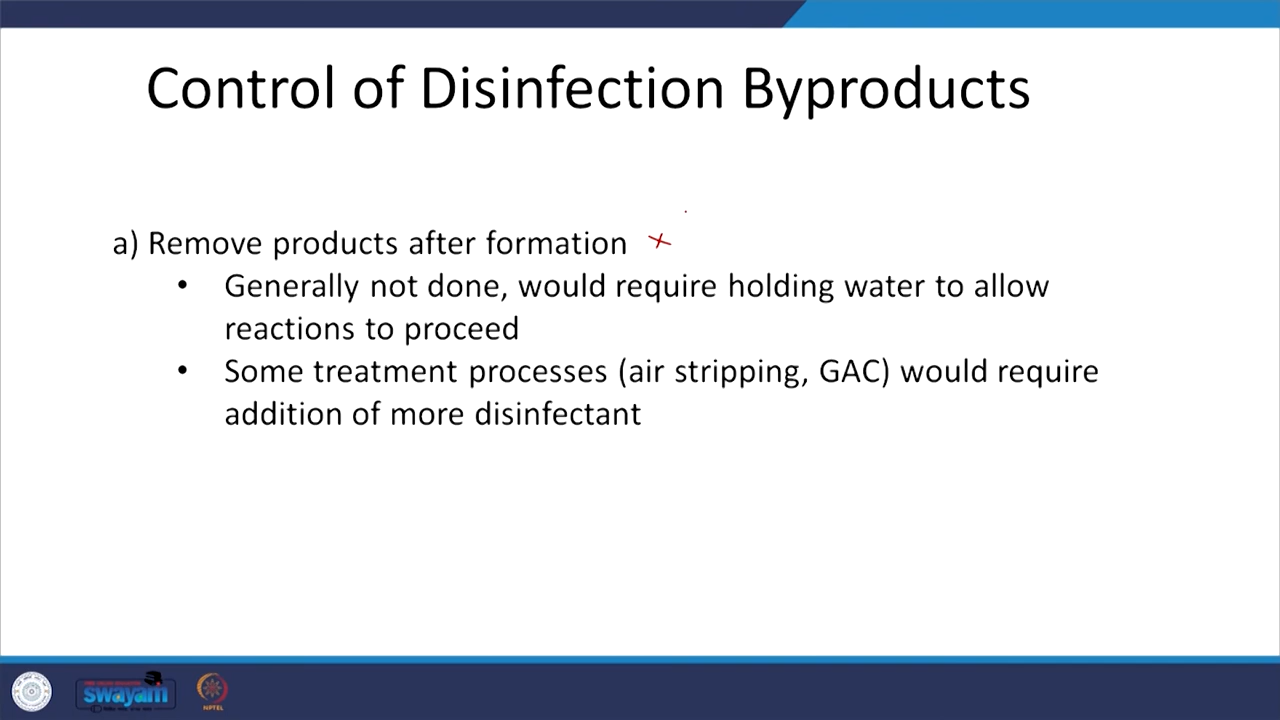 Control of Disinfection Byproducts
a) Remove products after formation
• Generally not done, would require holding water to allow
reactions to proceed
• Some treatment processes (air stripping, GAC) would require
addition of more disinfectant
swayam
NPTEL